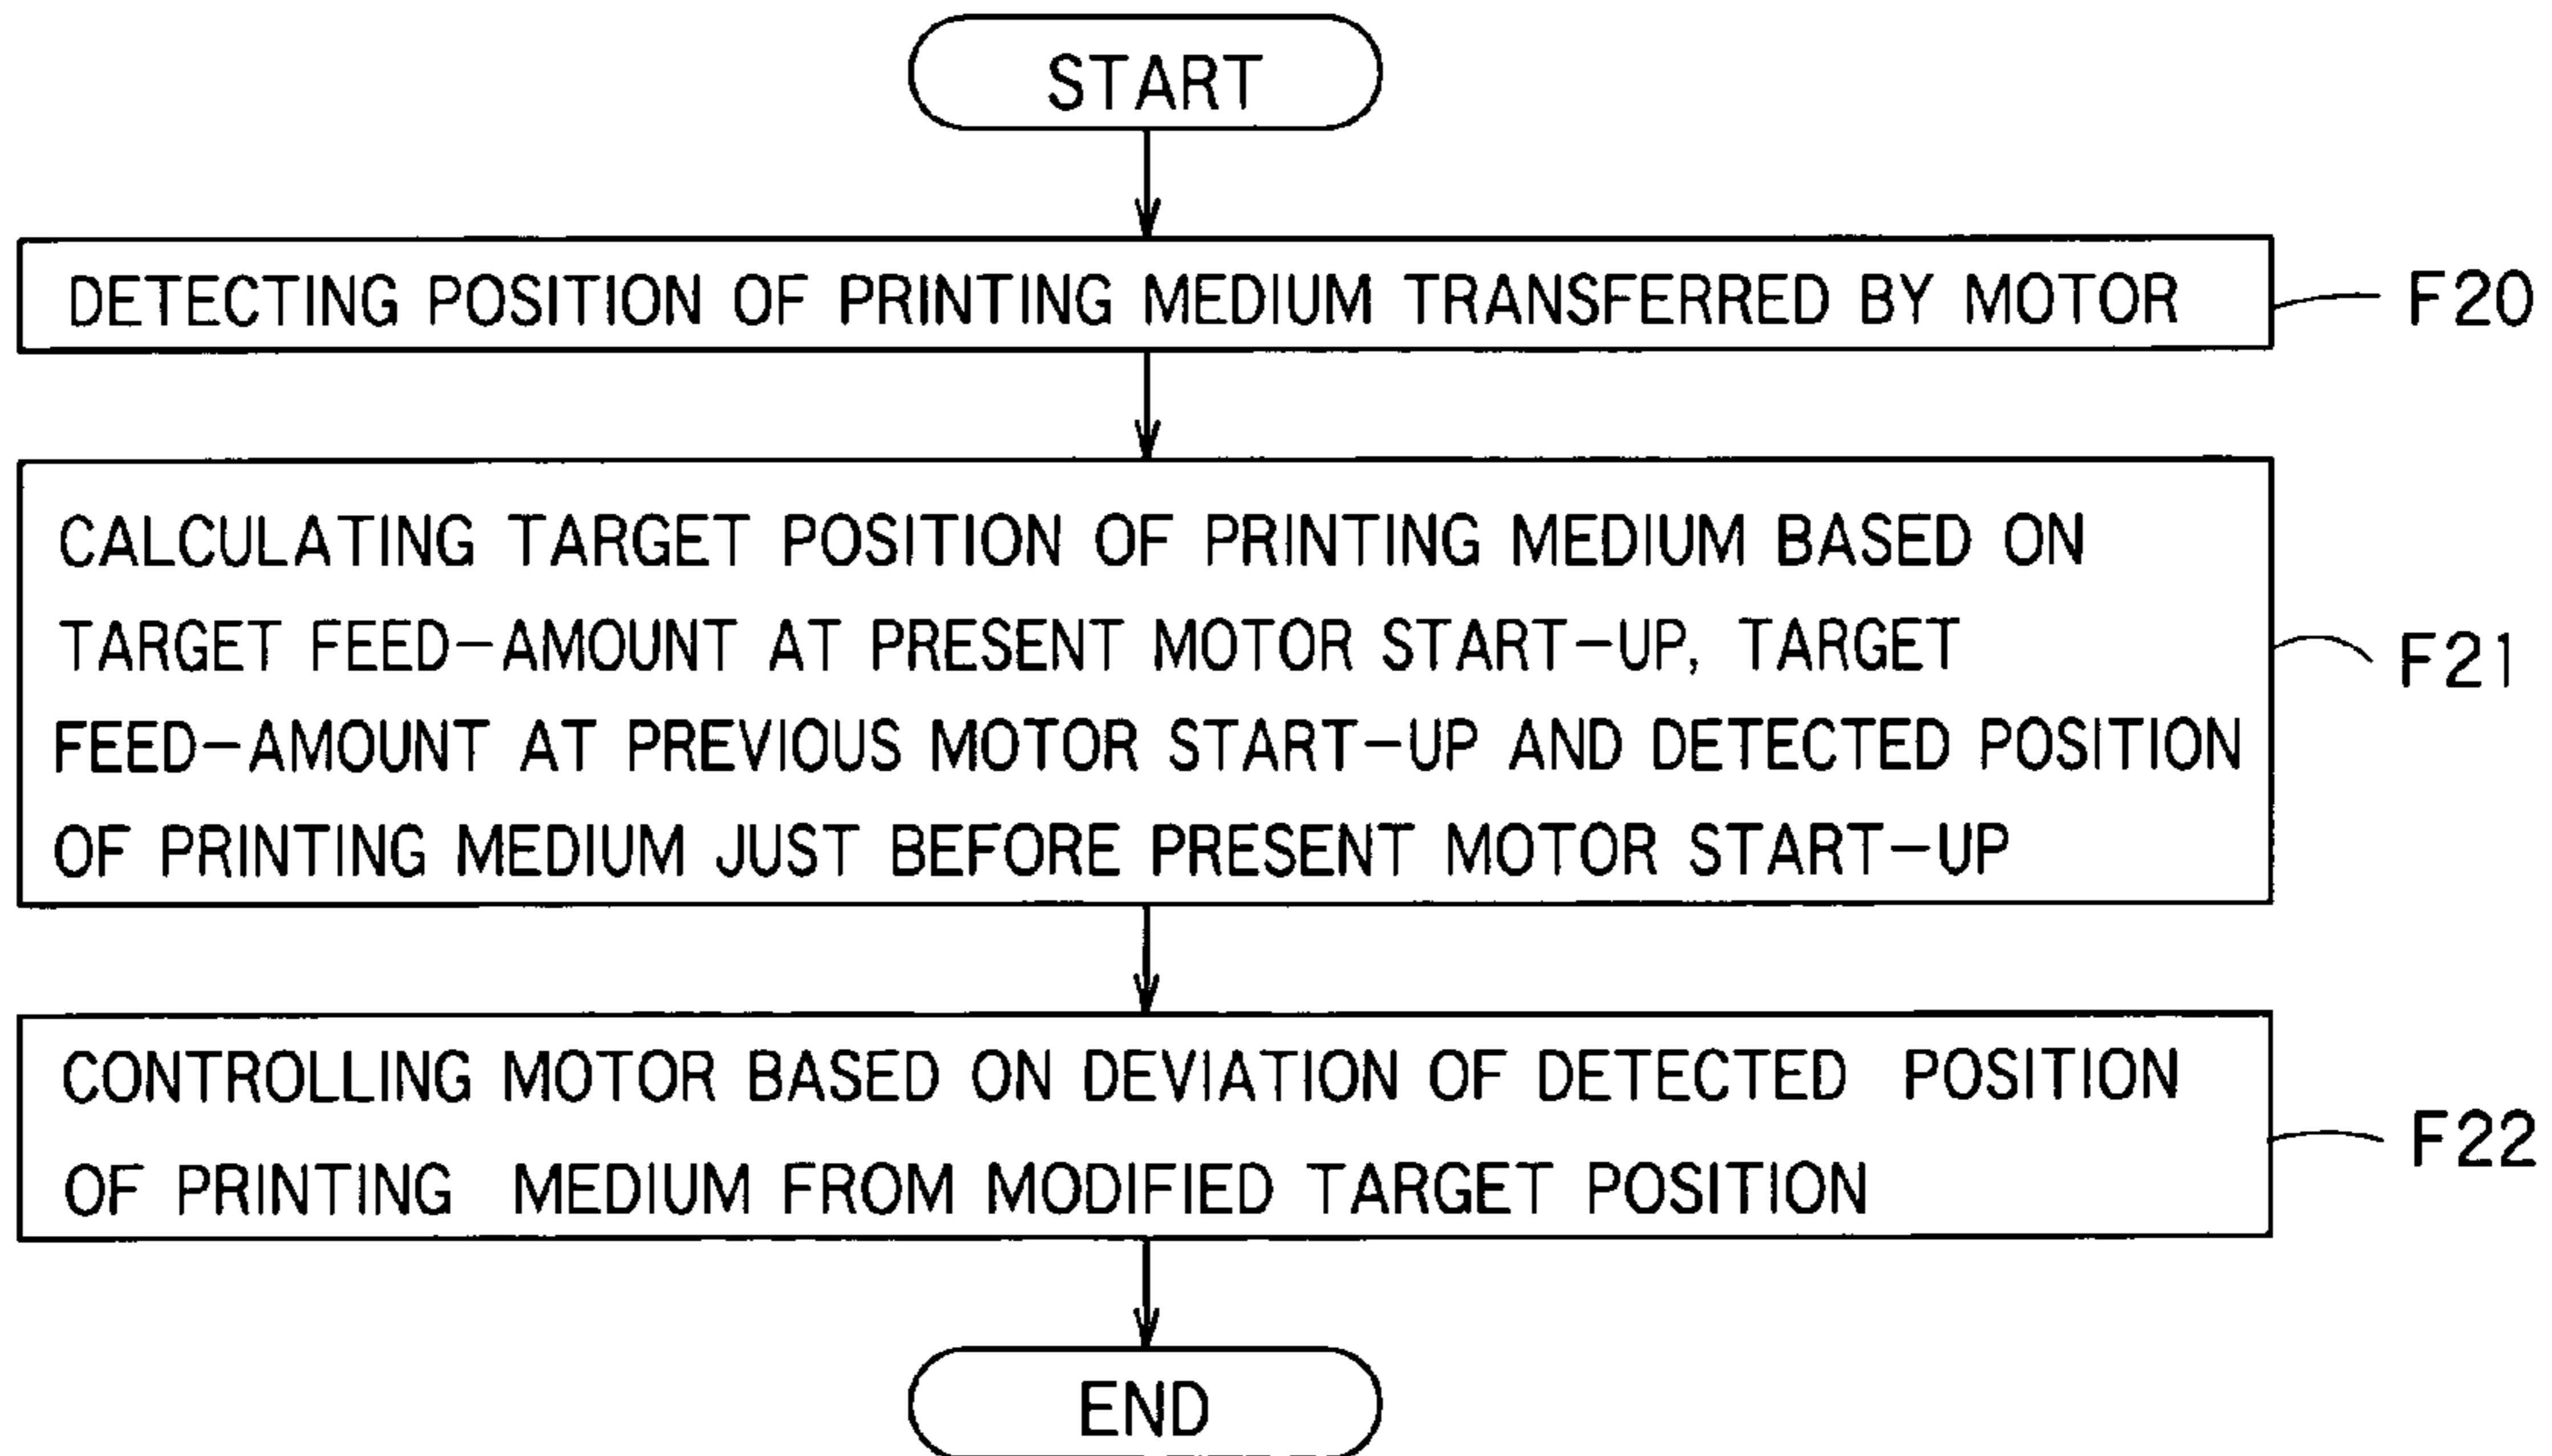 START
DETECTING POSITION OF PRINTING MEDIUM TRANSFERRED BY MOTOR
F20
CALCULATING TARGET POSITION OF PRINTING MEDIUM BASED ON
TARGET FEED-AMOUNT AT PRESENT MOTOR START-UP, TARGET
FEED-AMOUNT AT PREVIOUS MOTOR START-UP AND DETECTED POSITION
OF PRINTING MEDIUM JUST BEFORE PRESENT MOTOR START-UP
F21
CONTROLLING MOTOR BASED ON DEVIATION OF DETECTED POSITION
OF PRINTING MEDIUM FROM MODIFIED TARGET POSITION
F22
END